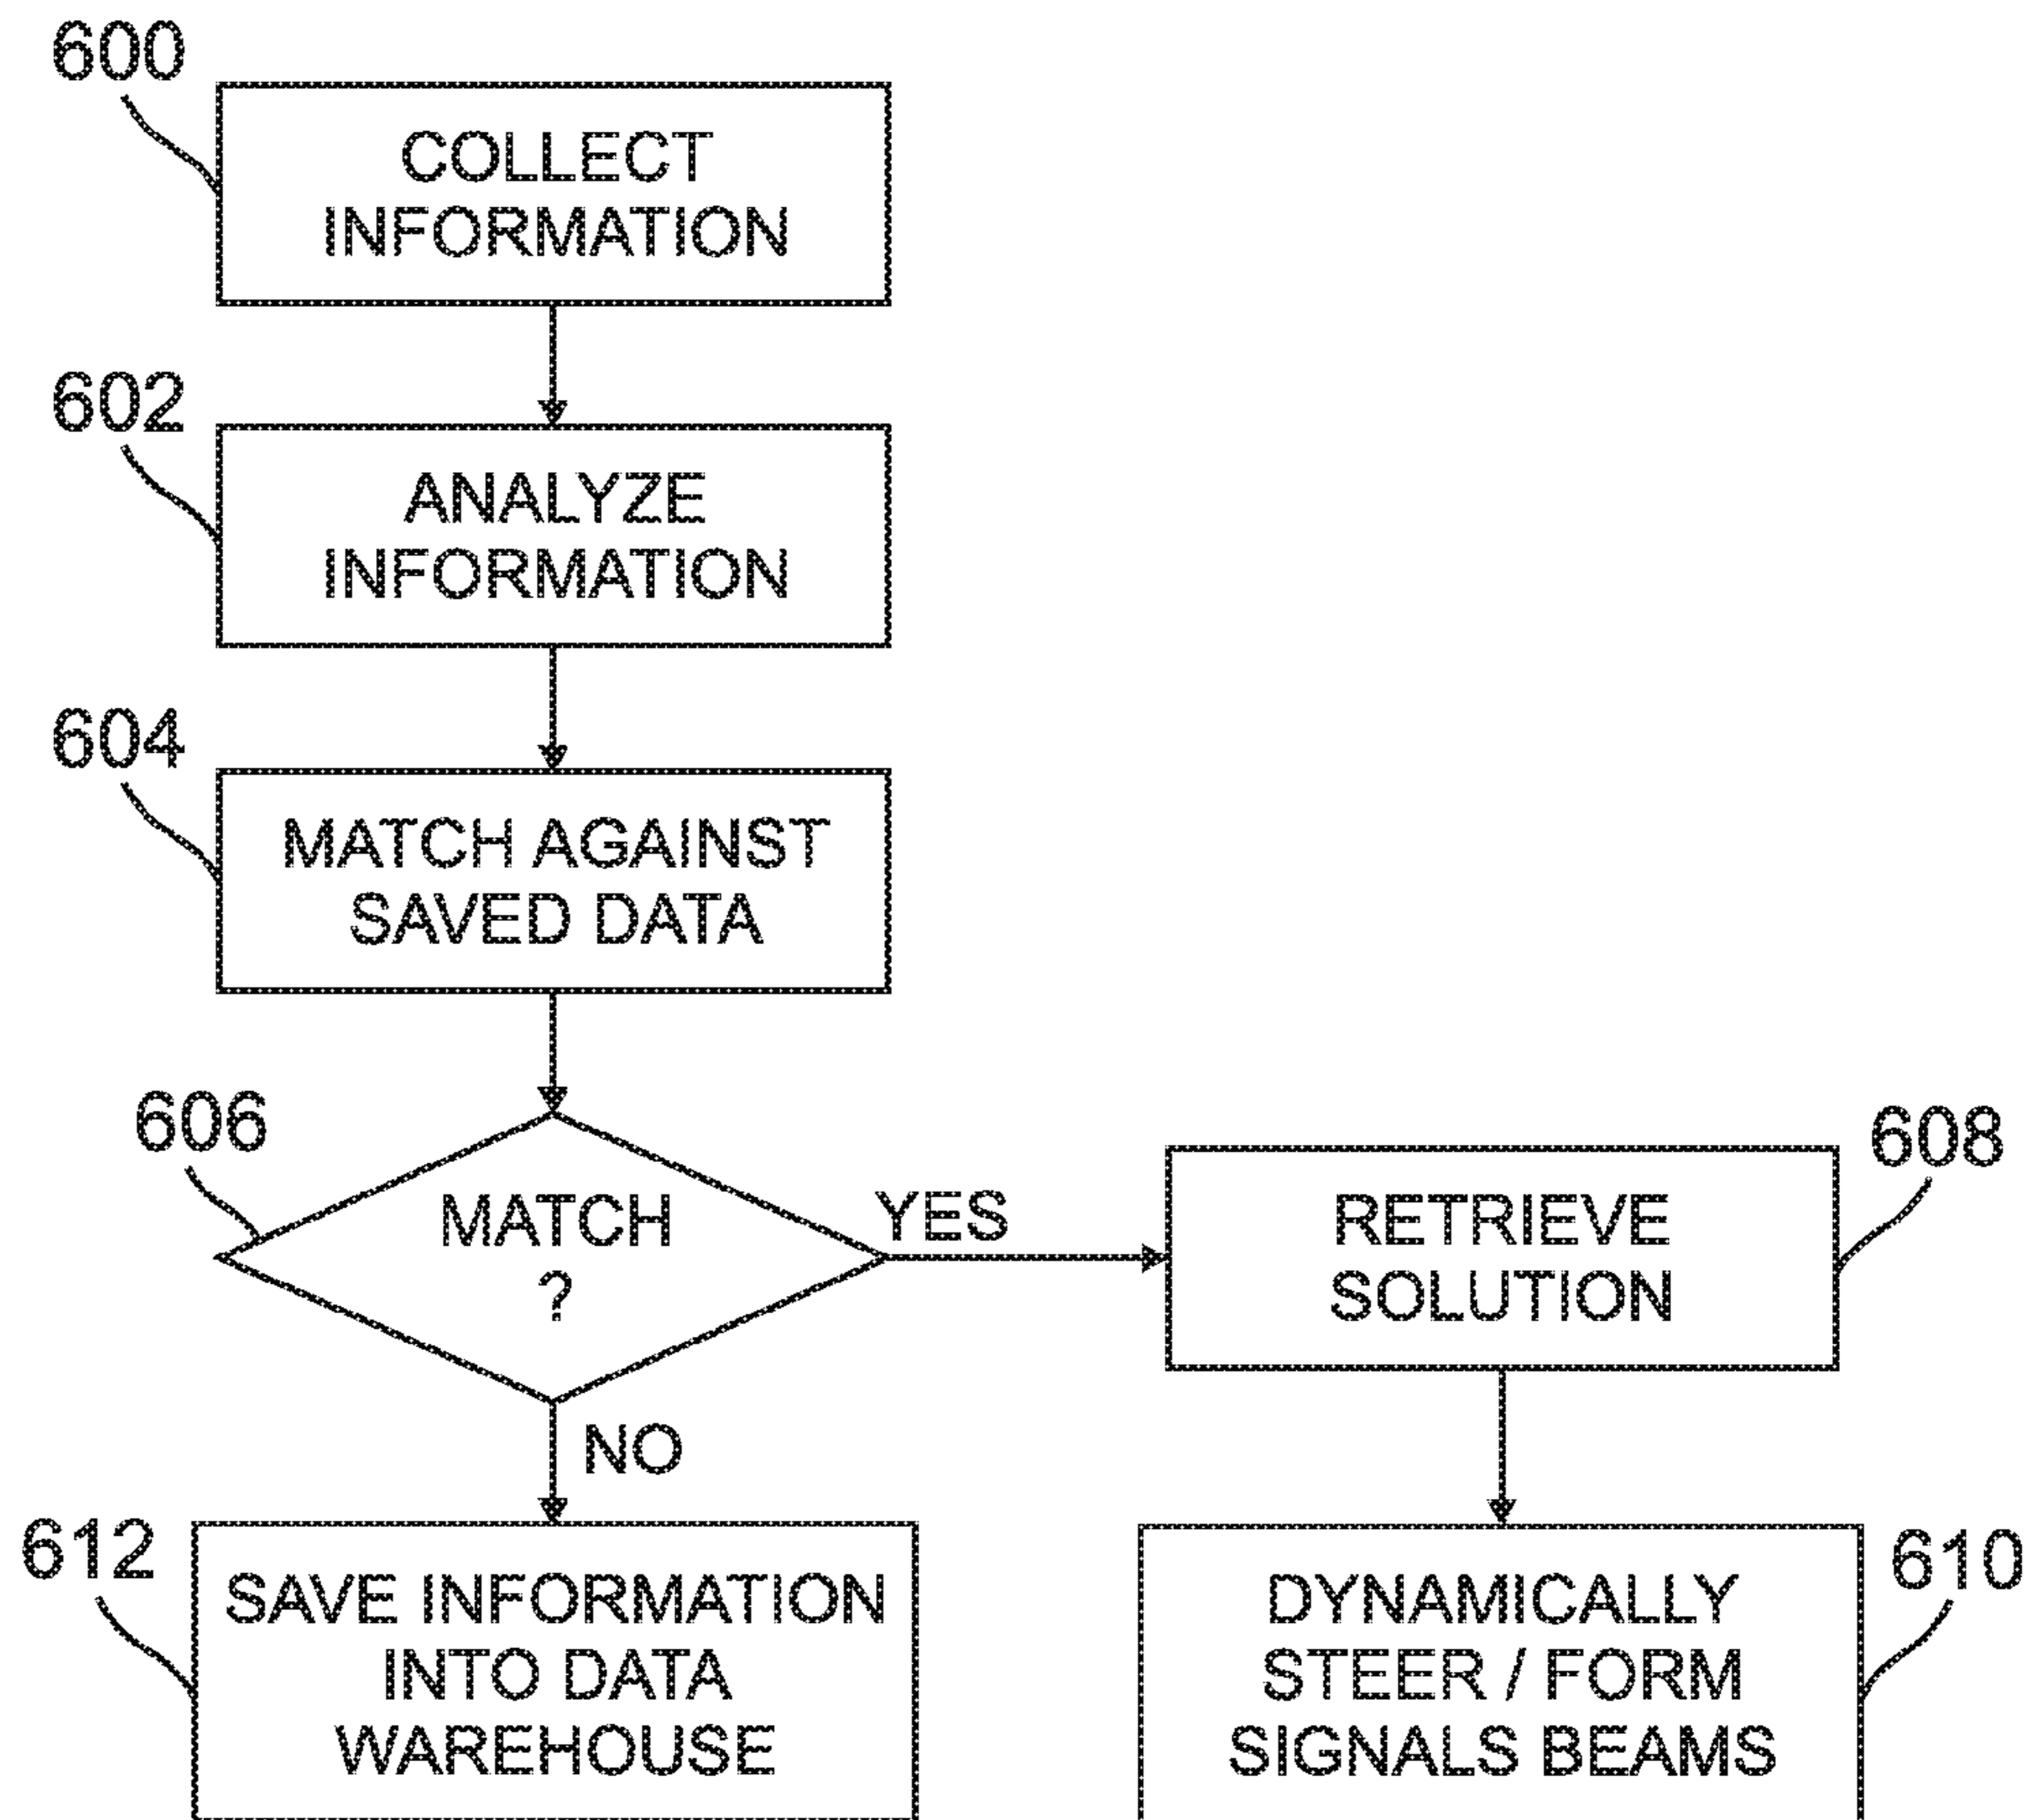 600
COLLECT
INFORMATION
602
ANALYZE
INFORMATION
604
MATCH AGAINST
SAVED DATA
606
MATCH
?
YES
608
RETRIEVE
SOLUTION
NO
612
SAVE INFORMATION
INTO DATA
WAREHOUSE
610
DYNAMICALLY
STEER / FORM
SIGNALS BEAMS